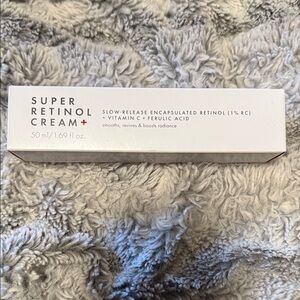 SUPER
RETINOL
CREAM+
50 ml/1.69 fl oz.
SLOW-RELEASE ENCAPSULATED RETINOL (1% RC)
+ VITAMIN C + FERULIC ACID
smooths, revives & boosts radiance